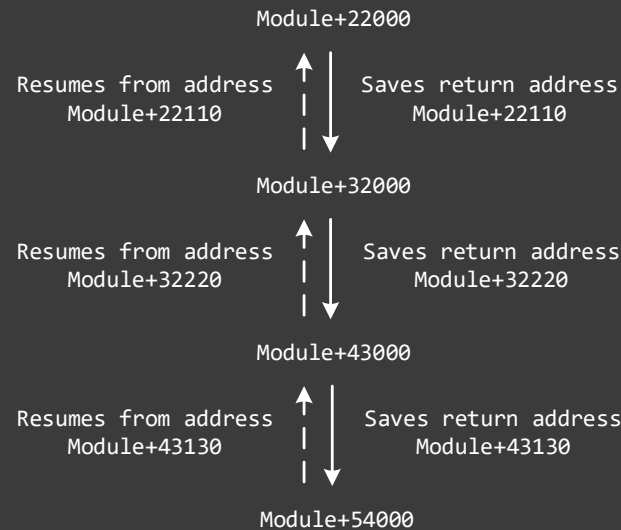 Module+22000
Resumes from address
Module+22110
Saves return address
Module+22110
Module+32000
Resumes from address
Module+32220
Saves return address
Module+32220
Module+43000
Resumes from address
Module+43130
Saves return address
Module+43130
Module+54000